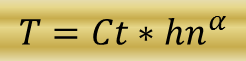 T = Ct * hn^α